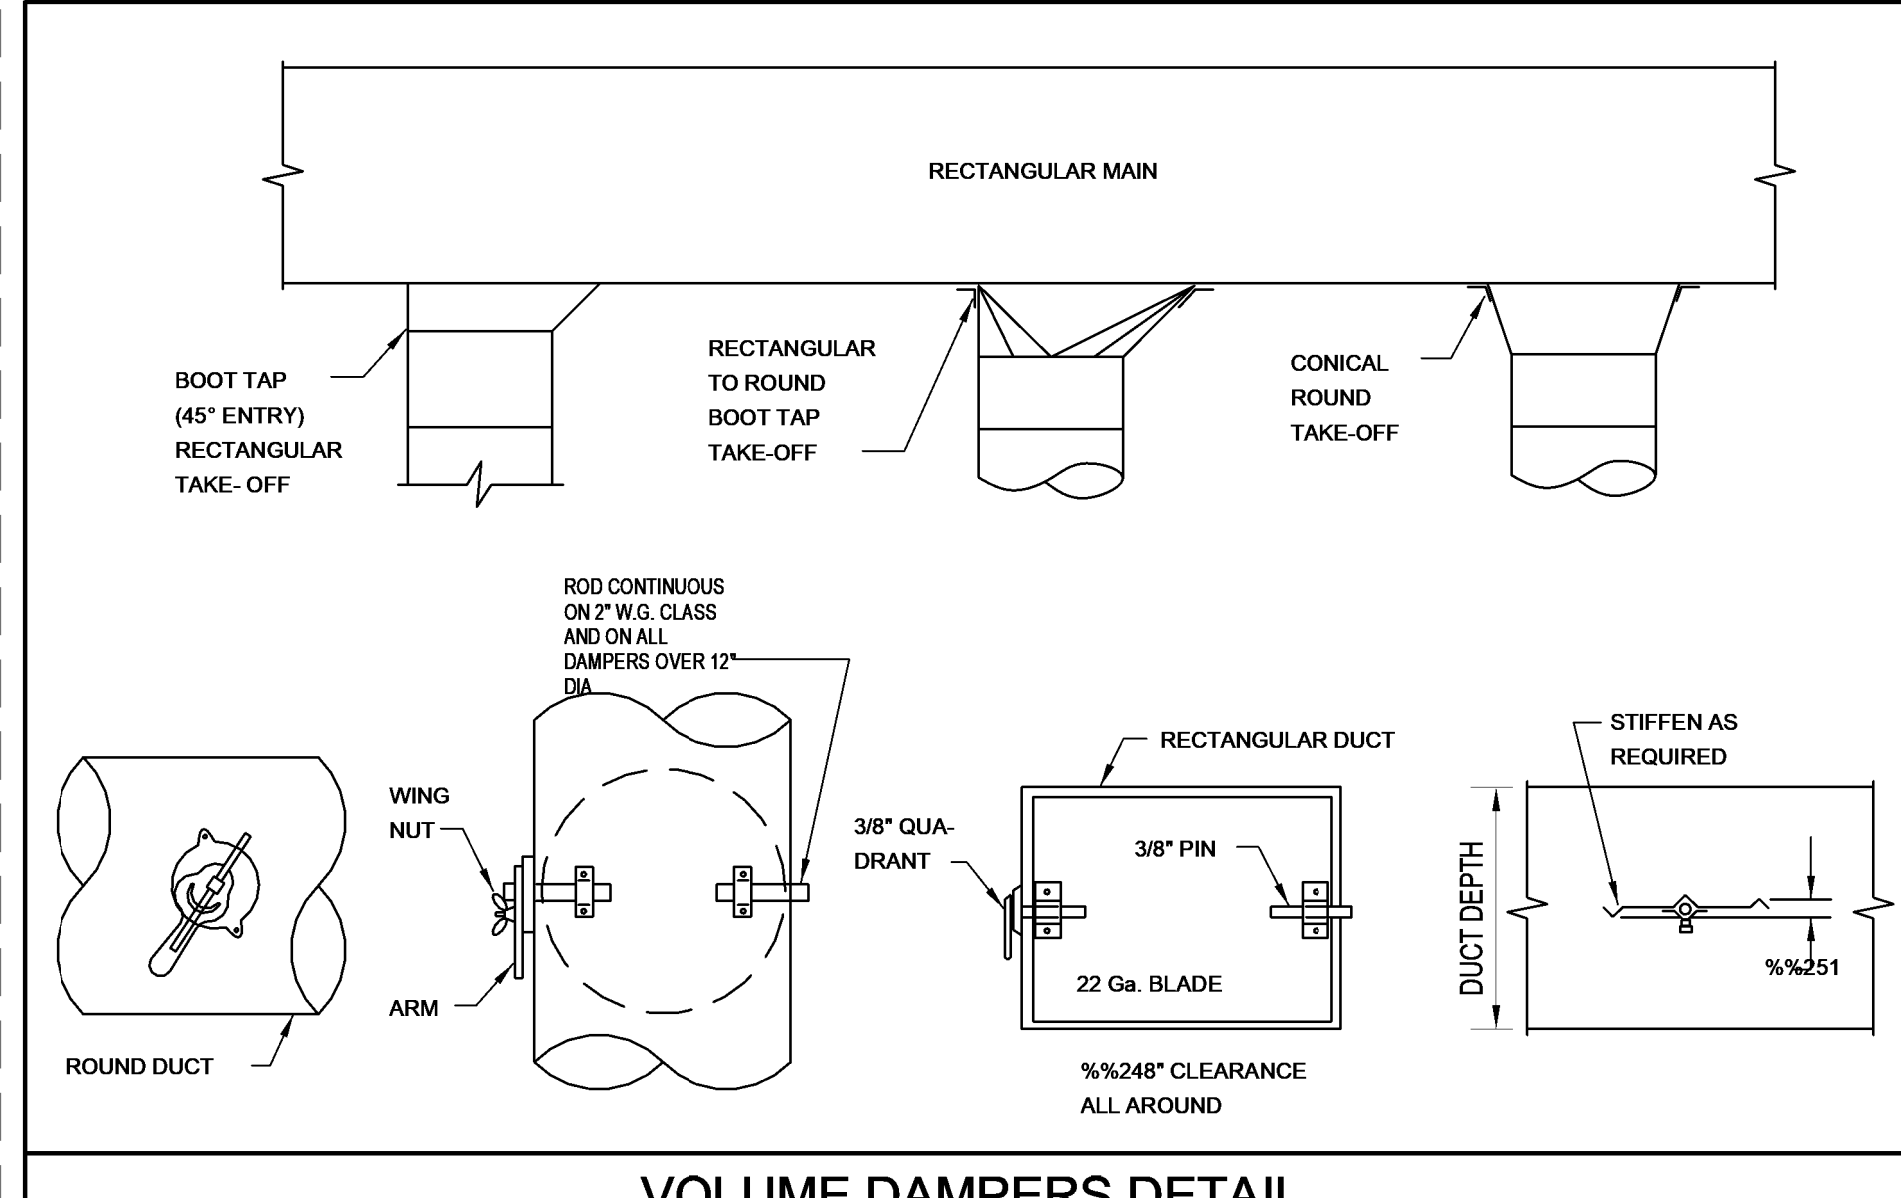 RECTANGULAR MAIN
BOOT TAP
(45° ENTRY)
RECTANGULAR
TAKE- OFF
RECTANGULAR
TO ROUND
BOOT TAP
TAKE-OFF
CONICAL
ROUND
TAKE-OFF
ROD CONTINUOUS
ON 2" W.G. CLASS
AND ON ALL
DAMPERS OVER 12"
DIA
ROUND DUCT
WING
NUT
ARM
3/8" QUA-
DRANT
RECTANGULAR DUCT
3/8" PIN
22 Ga. BLADE
%%248" CLEARANCE
ALL AROUND
STIFFEN AS
REQUIRED
DUCT DEPTH
%%251
VOLUME DAMPERS DETAIL